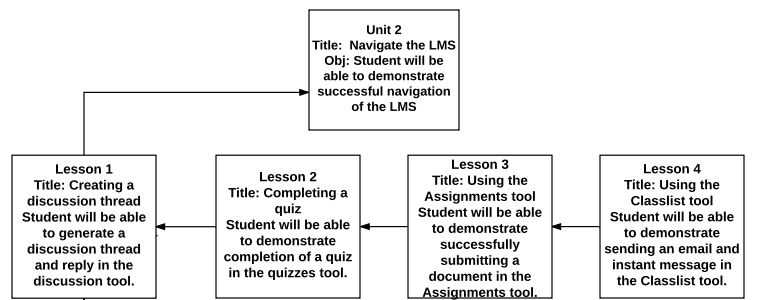 Unit 2
Title:  Navigate the LMS
Obj: Student will be
able to demonstrate
successful navigation
of the LMS
Lesson 1
Title: Creating a
discussion thread
Student will be able
to generate a
discussion thread
and reply in the
discussion tool.
Lesson 2
Title: Completing a
quiz
Student will be able
to demonstrate
completion of a quiz
in the quizzes tool.
Lesson 3
Title: Using the
Assignments tool
Student will be able
to demonstrate
successfully
submitting a
document in the
Assignments tool.
Lesson 4
Title: Using the
Classlist tool
Student will be able
to demonstrate
sending an email and
instant message in
the Classlist tool.